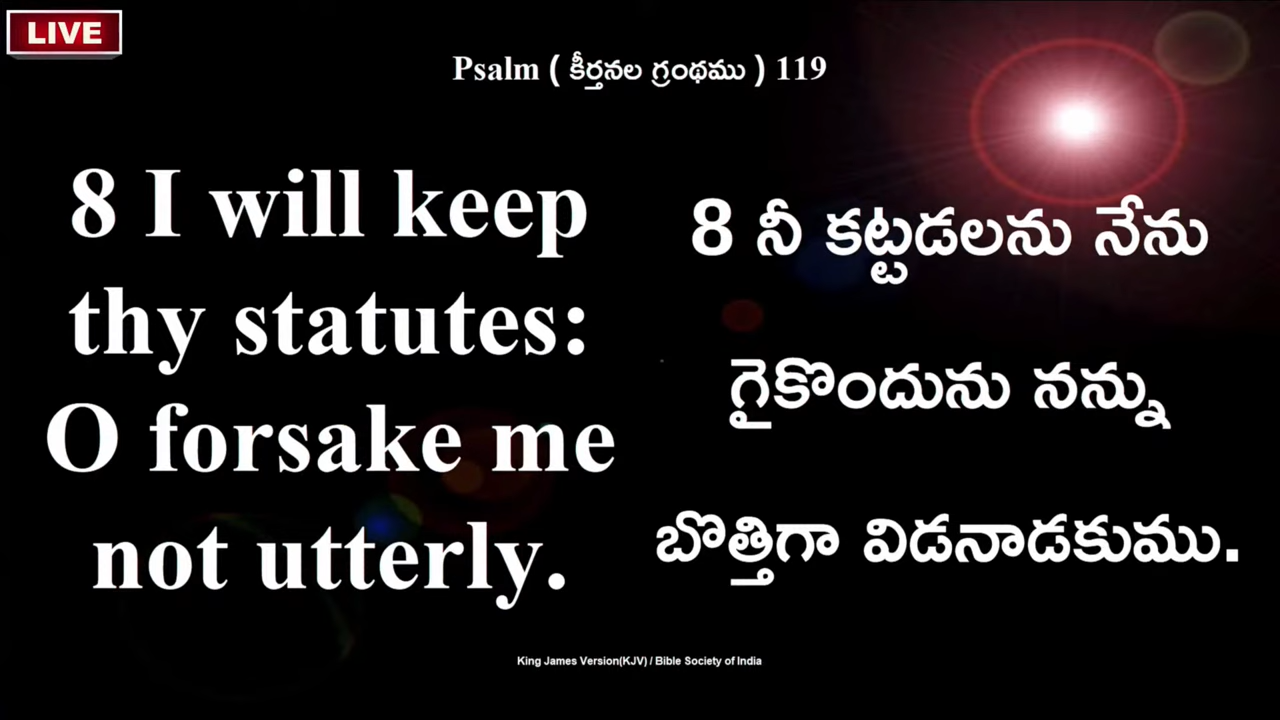 LIVE
Psalm ( కీర్తనల గ్రంథము ) 119
8 I will keep
thy statutes:
O forsake me
not utterly.
8 నీ కట్టడలను నేను
గైకొందును నన్ను
బొత్తిగా విడనాడకుము.
King James Version(KJV) / Bible Society of India